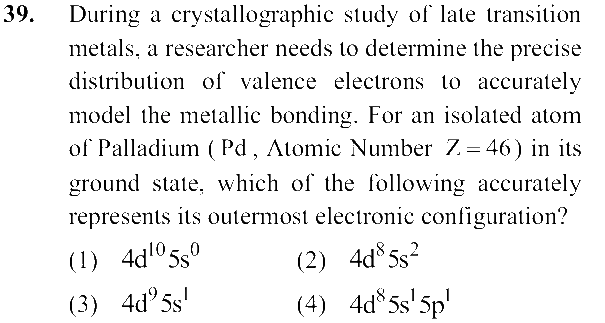 39. During a crystallographic study of late transition
metals, a researcher needs to determine the precise
distribution of valence electrons to accurately
model the metallic bonding. For an isolated atom
of Palladium ( Pd , Atomic Number Z = 46 ) in its
ground state, which of the following accurately
represents its outermost electronic configuration?
(1) 4d¹⁰5s⁰ (2) 4d⁸5s²
(3) 4d⁹5s¹ (4) 4d⁸5s¹5p¹